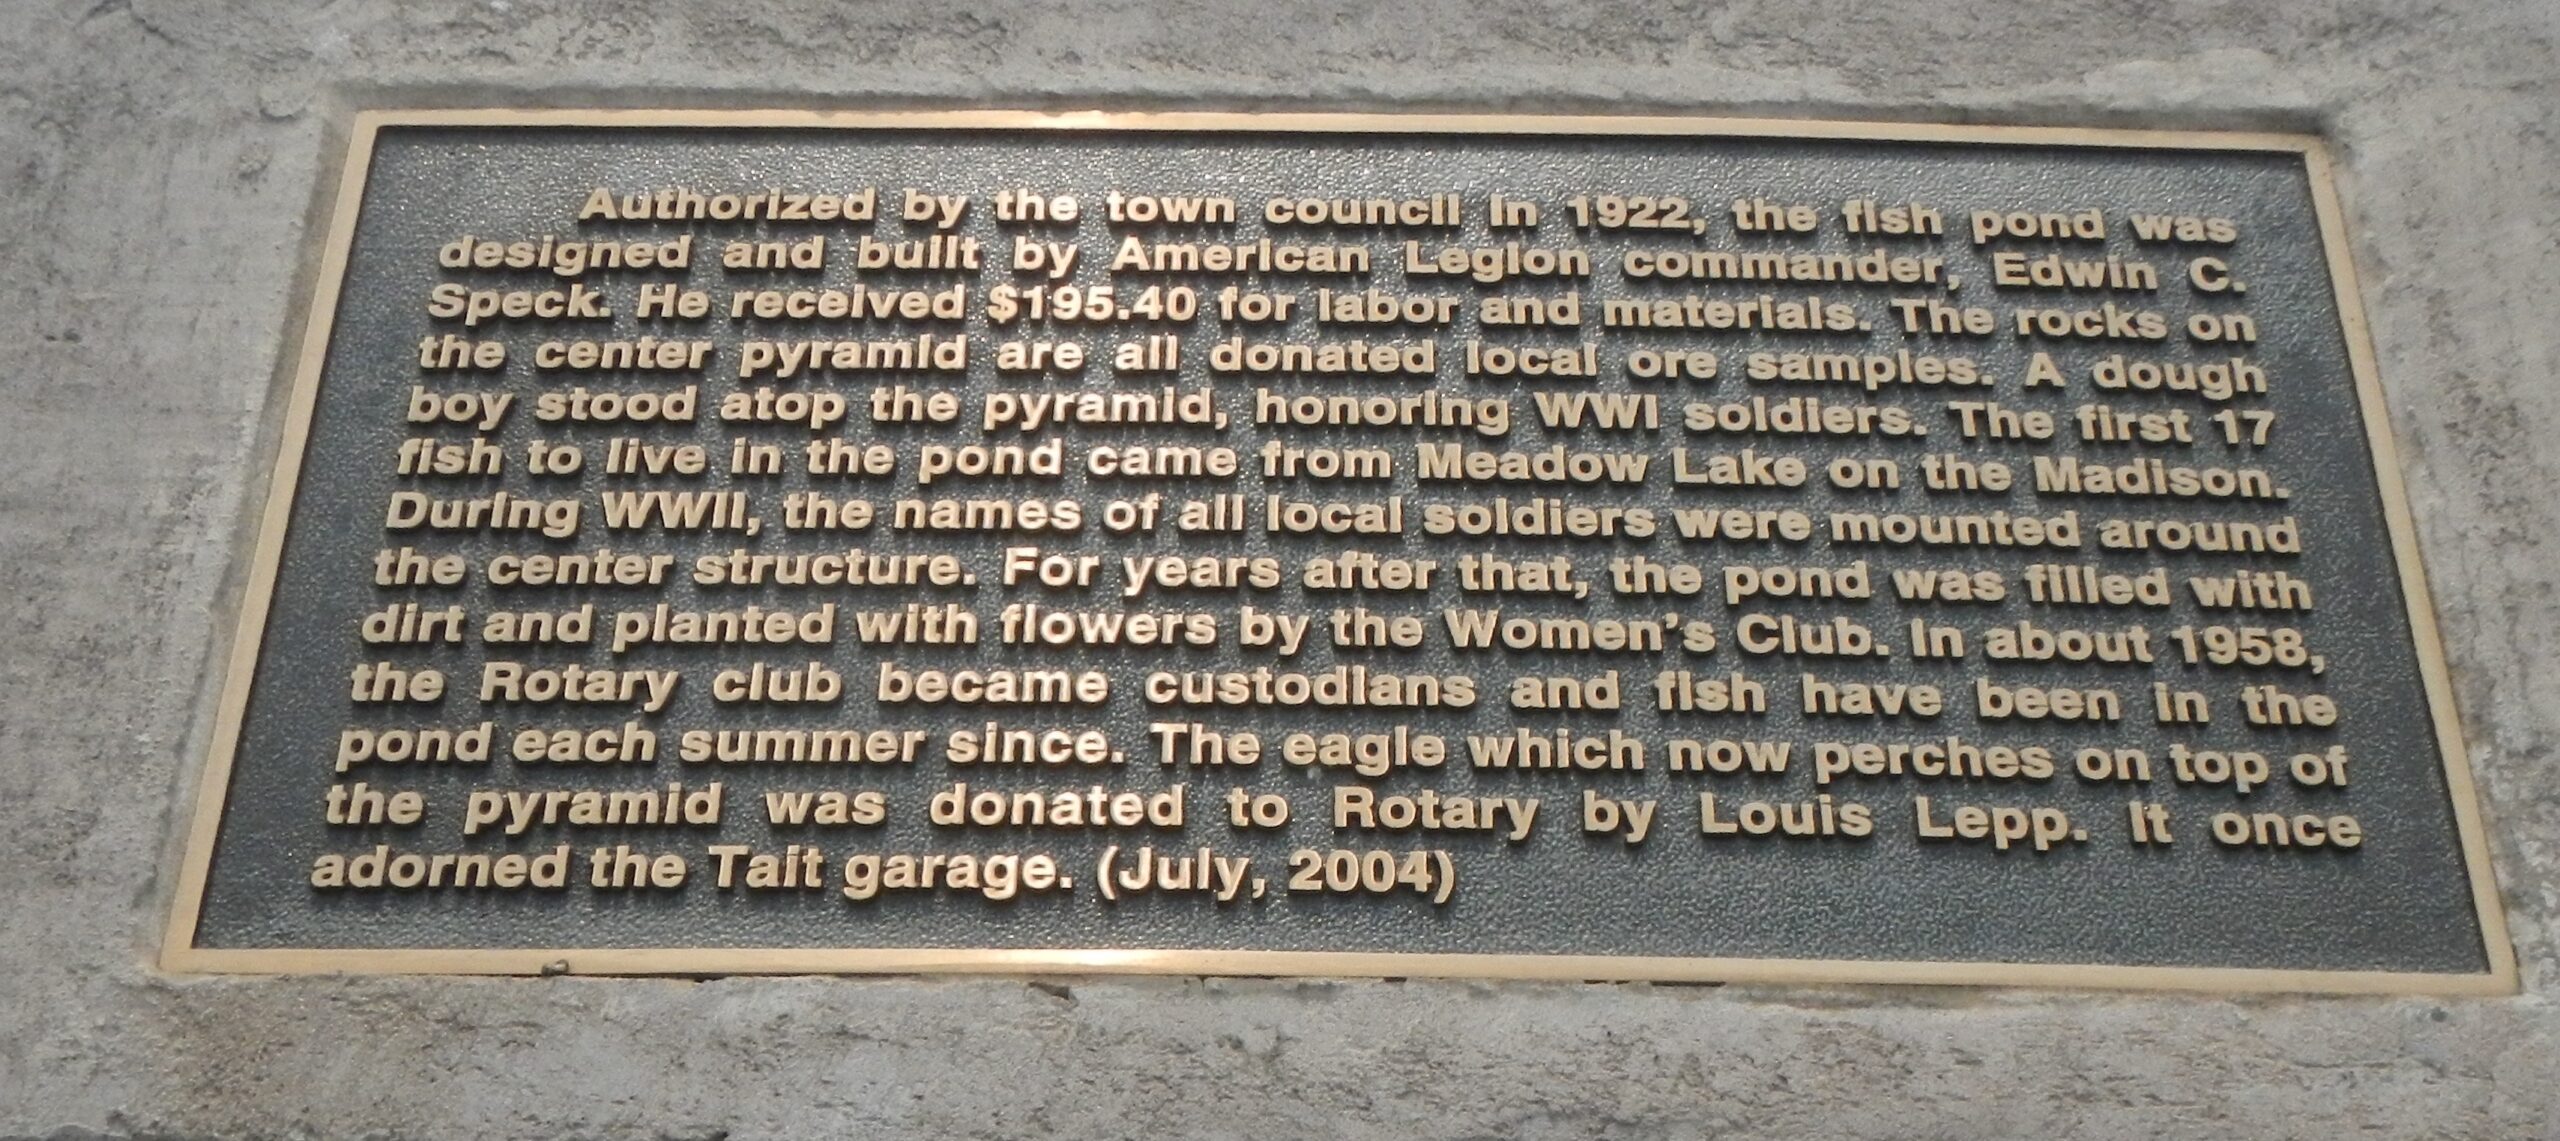 Authorized by the town council in 1922, the fish pond was
designed and built by American Legion commander, Edwin C.
Speck. He received $195.40 for labor and materials. The rocks on
the center pyramid are all donated local ore samples. A dough
boy stood atop the pyramid, honoring WWI soldiers. The first 17
fish to live in the pond came from Meadow Lake on the Madison.
During WWII, the names of all local soldiers were mounted around
the center structure. For years after that, the pond was filled with
dirt and planted with flowers by the Women's Club. In about 1958,
the Rotary club became custodians and fish have been in the
pond each summer since. The eagle which now perches on top of
the pyramid was donated to Rotary by Louis Lepp. It once
adorned the Tait garage. (July, 2004)